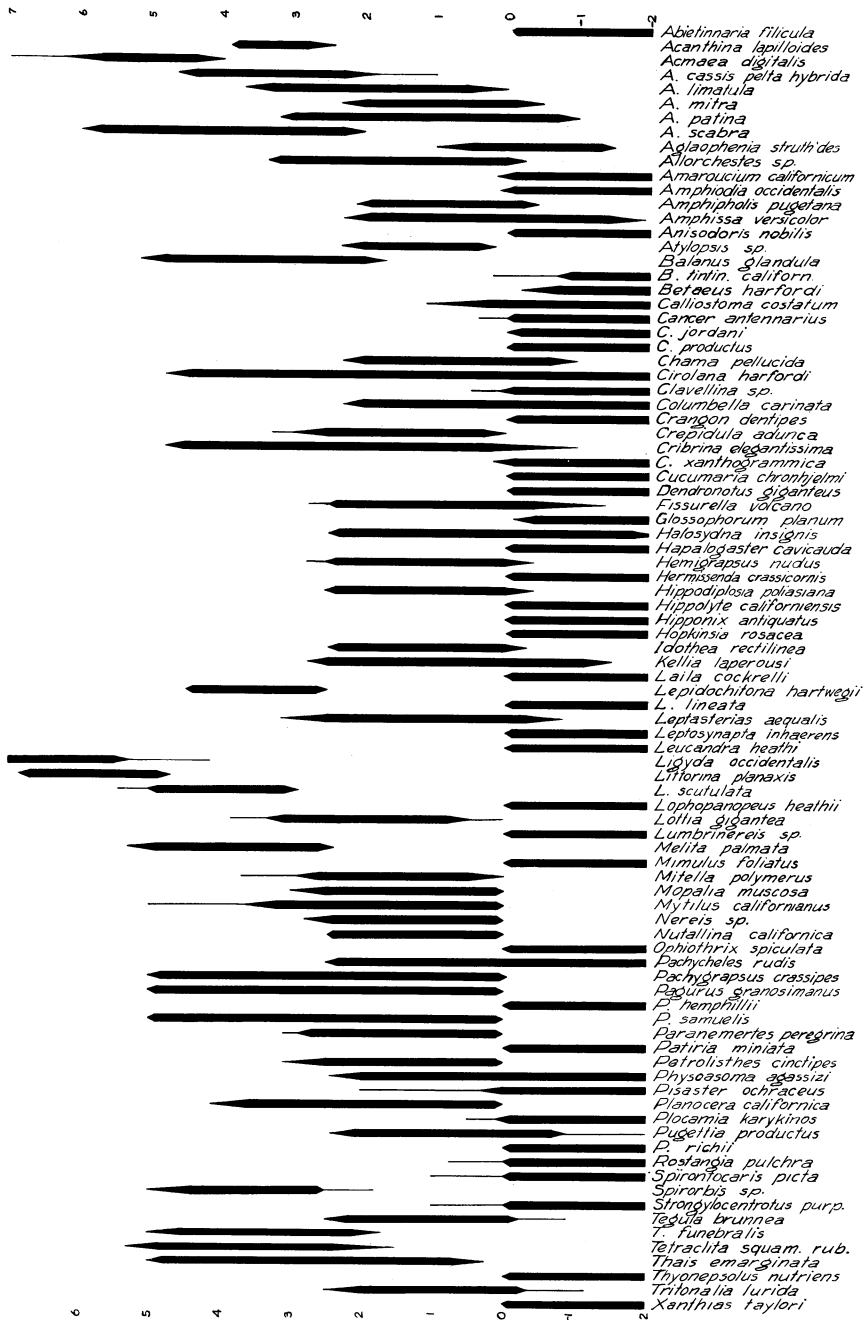 7 3 2 1 0 -1 -2
Abietinnaria filicula
Acanthina lapilloides
Acmaea digitalis
A. cassis pelta hybrida
A. limatula
A. mitra
A. patina
A. scabra
Aglaophenia struthides
Allorchestes sp.
Amaroucium californicum
Amphiodia occidentalis
Amphipholis pugetana
Amphissa versicolor
Anisodoris nobilis
Atylopsis sp.
Balanus glandula
B. tintin. californ.
Betaeus harfordi
Calliostoma costatum
Cancer antennarius
C. jordani
C. productus
Chama pellucida
Cirolana harfordi
Clavellina sp.
Columbella carinata
Crangon dentipes
Crepidula adunca
Cribrina elegantissima
C. xanthogrammica
Cucumaria chronhjelmi
Dendronotus giganteus
Fissurella volcano
Glossophorum planum
Halosydna insignis
Hapalogaster cavicauda
Hemigrapsus nudus
Hermissenda crassicornis
Hippodiplosia poliasiana
Hippolyte californiensis
Hipponix antiquatus
Hopkinsia rosacea
Idothea rectilinea
Kellia laperousi
Laila cockrelli
Lepidochitona hartwegii
L. lineata
Leptasterias aequalis
Leptosynapta inhaerens
Leucandra heathi
Ligyda occidentalis
Littorina planaxis
L. scutulata
Lophopanopeus heathii
Lottia gigantea
Lumbrinereis sp.
Melita palmata
Mimulus foliatus
Mitella polymerus
Mopalia muscosa
Mytilus californianus
Nereis sp.
Nutallina californica
Ophiothrix spiculata
Pachycheles rudis
Pachygrapsus crassipes
Pagurus granosimanus
P. hemphillii
P. samuelis
Paranemertes peregrina
Patiria miniata
Petrolisthes cinctipes
Physoasoma agassizi
Pisaster ochraceus
Planocera californica
Plocamia karykinos
Pugettia productus
P. richii
Rostangia pulchra
Spirontocaris picta
Spirorbis sp.
Strongylocentrotus purp.
Tegula brunnea
T. funebralis
Tetraclita squam. rub.
Thais emarginata
Thyonepsolus nutriens
Tritonalia lurida
Xanthias taylori
6 5 4 3 2 1 0 -1 -2